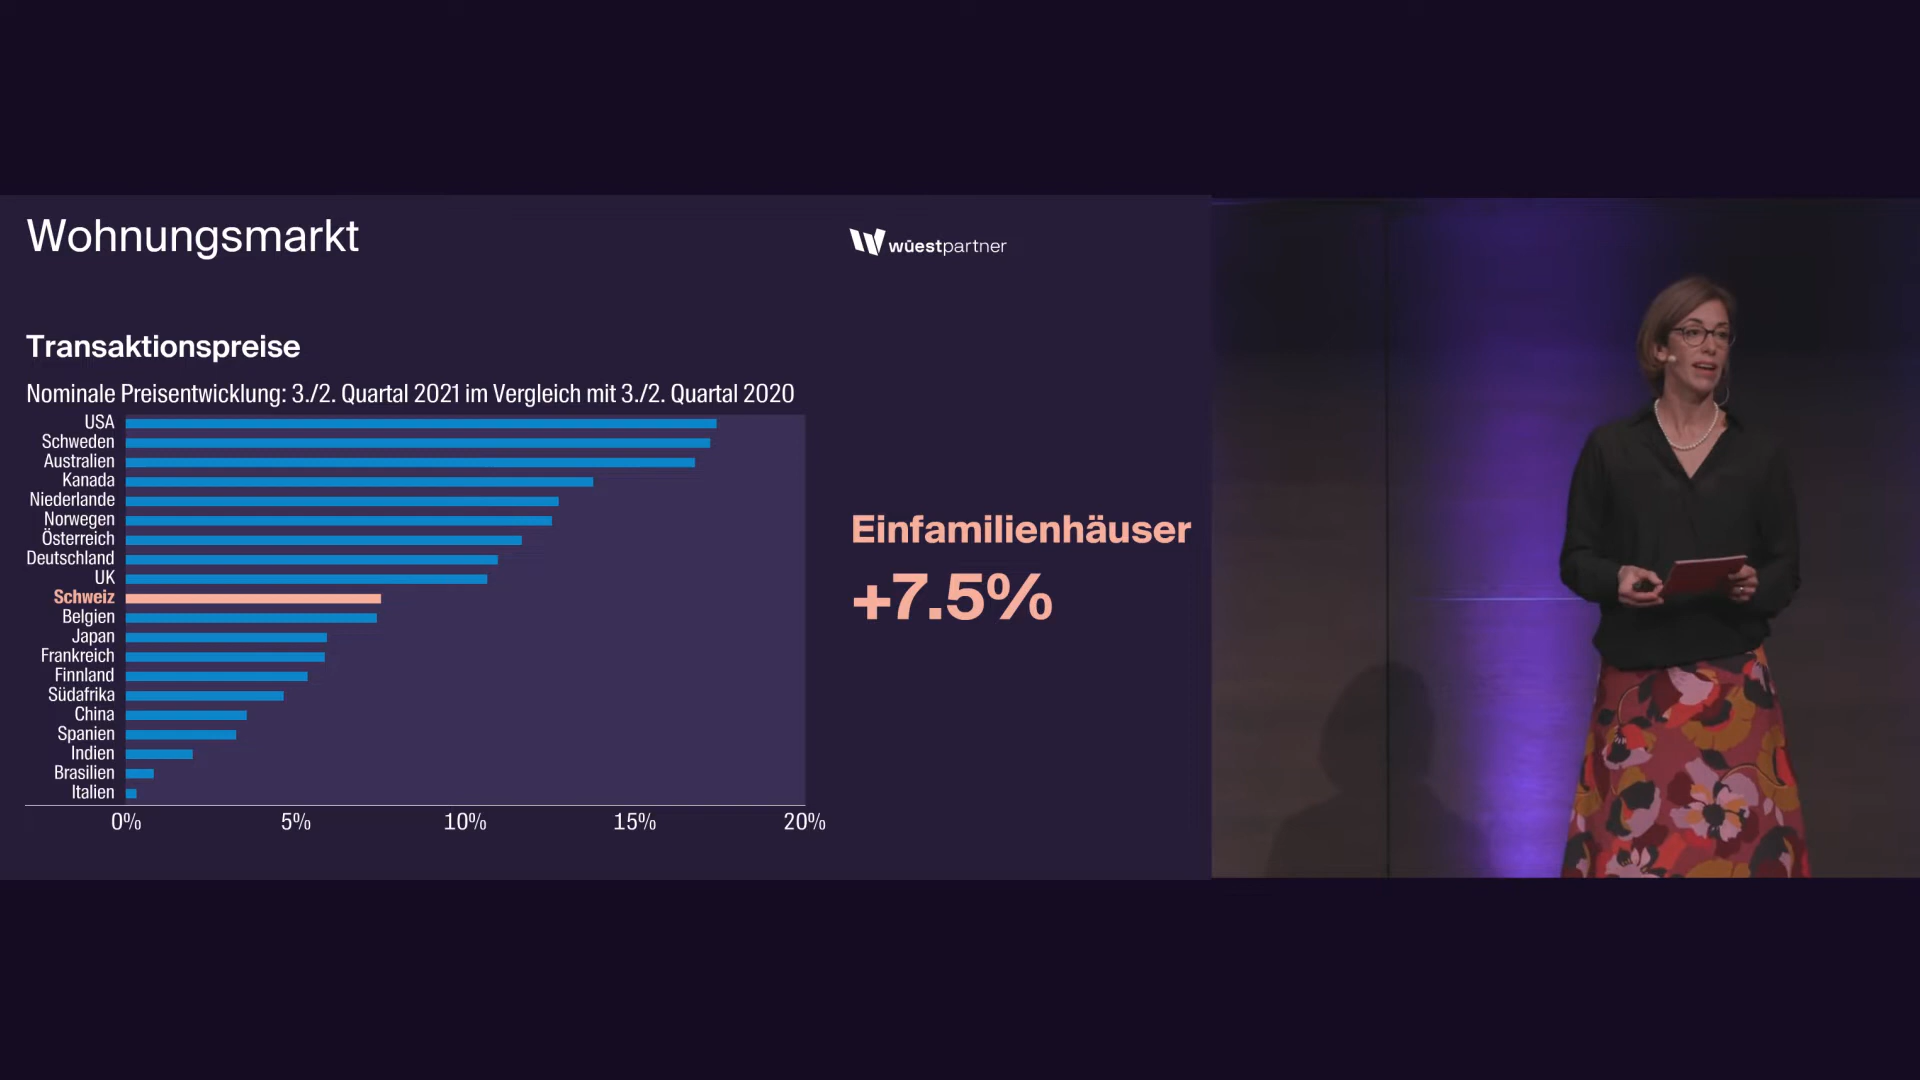 Wohnungsmarkt
wüestpartner
Transaktionspreise
Nominale Preisentwicklung: 3./2. Quartal 2021 im Vergleich mit 3./2. Quartal 2020
USA
Schweden
Australien
Kanada
Niederlande
Norwegen
Österreich
Deutschland
UK
Schweiz
Belgien
Japan
Frankreich
Finnland
Südafrika
China
Spanien
Indien
Brasilien
Italien
0% 5% 10% 15% 20%
Einfamilienhäuser
+7.5%